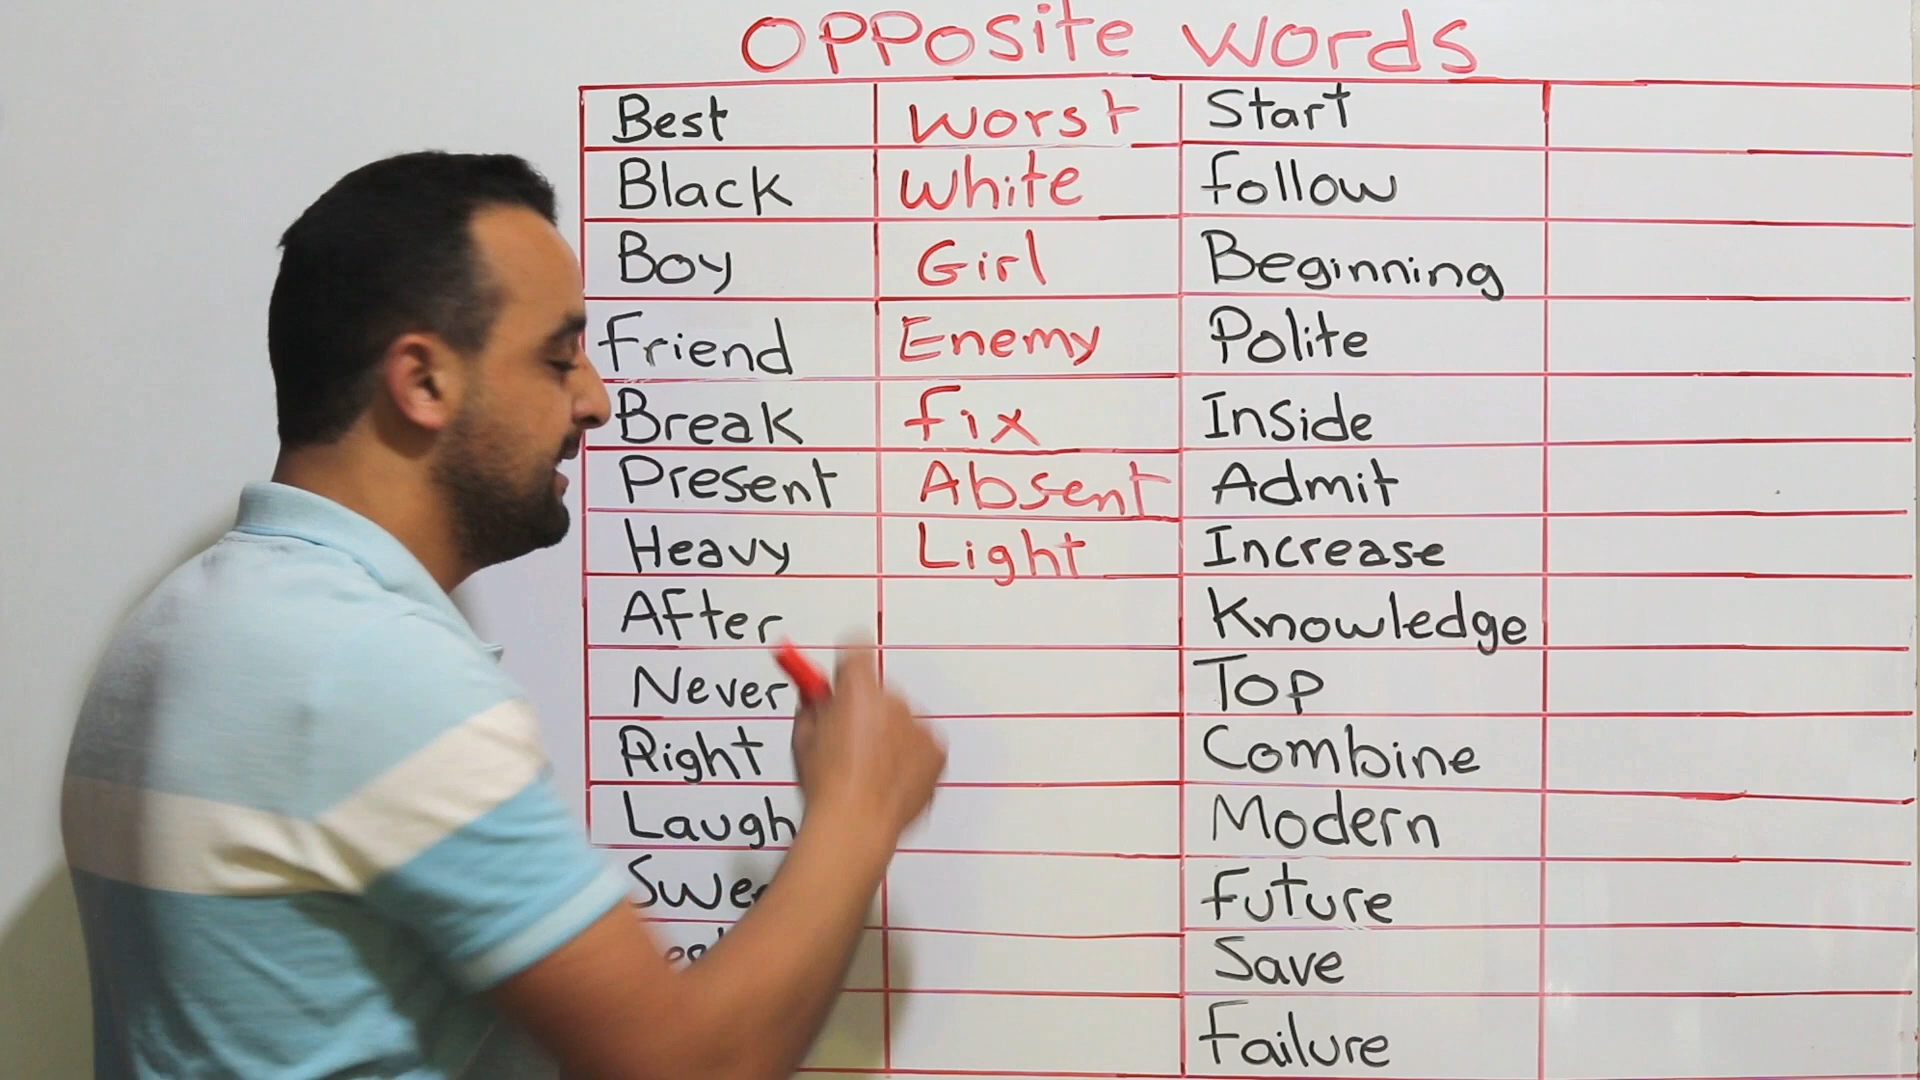 Opposite Words
Best Worst Start
Black White follow
Boy Girl Beginning
friend Enemy Polite
Break fix Inside
Present Absent Admit
Heavy Light Increase
After Knowledge
Never Top
Right Combine
Laugh Modern
future
Save
failure